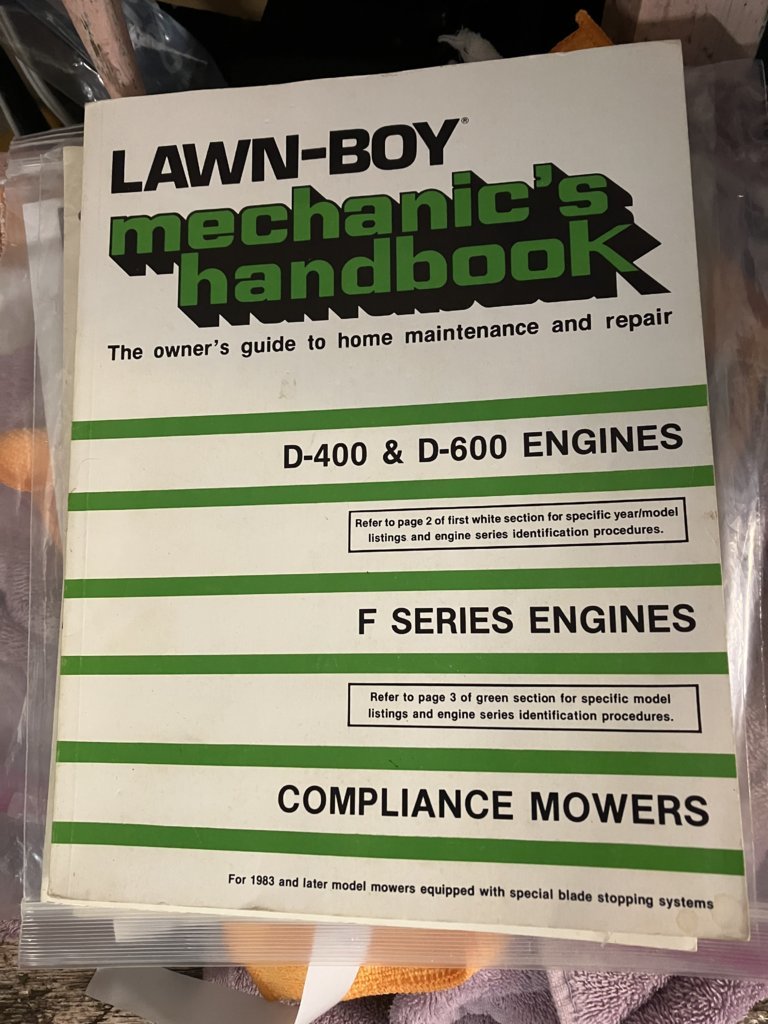 LAWN-BOY®
mechanic's
handbook
The owner's guide to home maintenance and repair
D-400 & D-600 ENGINES
Refer to page 2 of first white section for specific year/model
listings and engine series identification procedures.
F SERIES ENGINES
Refer to page 3 of green section for specific model
listings and engine series identification procedures.
COMPLIANCE MOWERS
For 1983 and later model mowers equipped with special blade stopping systems